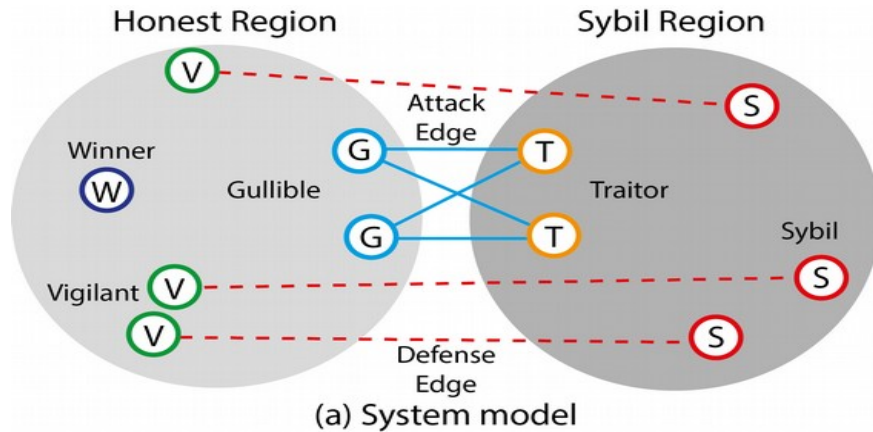 Honest Region
Sybil Region
V
S
Attack
Edge
Winner
G
T
W
Gullible
Traitor
G
T
Sybil
Vigilant
V
S
V
S
Defense
Edge
(a) System model